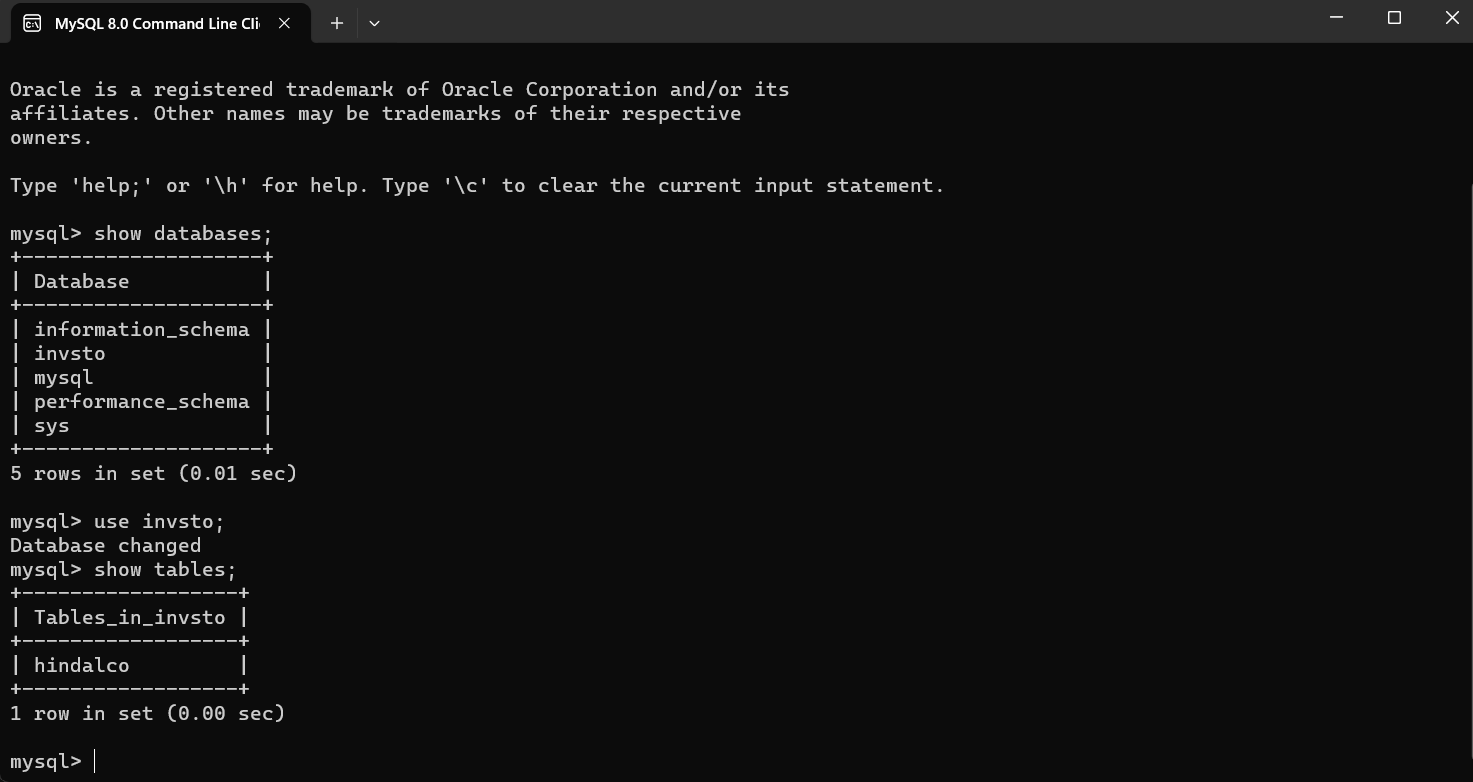 MySQL 8.0 Command Line Cli
Oracle is a registered trademark of Oracle Corporation and/or its
affiliates. Other names may be trademarks of their respective
owners.
Type 'help;' or '\h' for help. Type '\c' to clear the current input statement.
mysql> show databases;
+--------------------+
| Database           |
+--------------------+
| information_schema |
| invsto             |
| mysql              |
| performance_schema |
| sys                |
+--------------------+
5 rows in set (0.01 sec)
mysql> use invsto;
Database changed
mysql> show tables;
+------------------+
| Tables_in_invsto |
+------------------+
| hindalco         |
+------------------+
1 row in set (0.00 sec)
mysql>